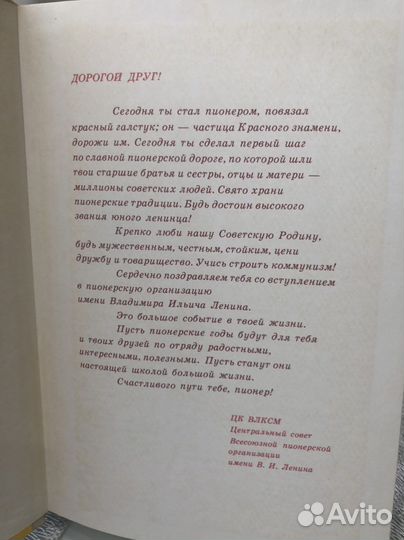 ДОРОГОЙ ДРУГ!
Сегодня ты стал пионером, повязал
красный галстук; он — частица Красного знамени,
дорожи им. Сегодня ты сделал первый шаг
по славной пионерской дороге, по которой шли
твои старшие братья и сестры, отцы и матери —
миллионы советских людей. Свято храни
пионерские традиции. Будь достоин высокого
звания юного ленинца!
Крепко люби нашу Советскую Родину,
будь мужественным, честным, стойким, цени
дружбу и товарищество. Учись строить коммунизм!
Сердечно поздравляем тебя со вступлением
в пионерскую организацию
имени Владимира Ильича Ленина.
Это большое событие в твоей жизни.
Пусть пионерские годы будут для тебя
и твоих друзей по отряду радостными,
интересными, полезными. Пусть станут они
настоящей школой большой жизни.
Счастливого пути тебе, пионер!
ЦК ВЛКСМ
Центральный совет
Всесоюзной пионерской
организации
имени В. И. Ленина
Avito